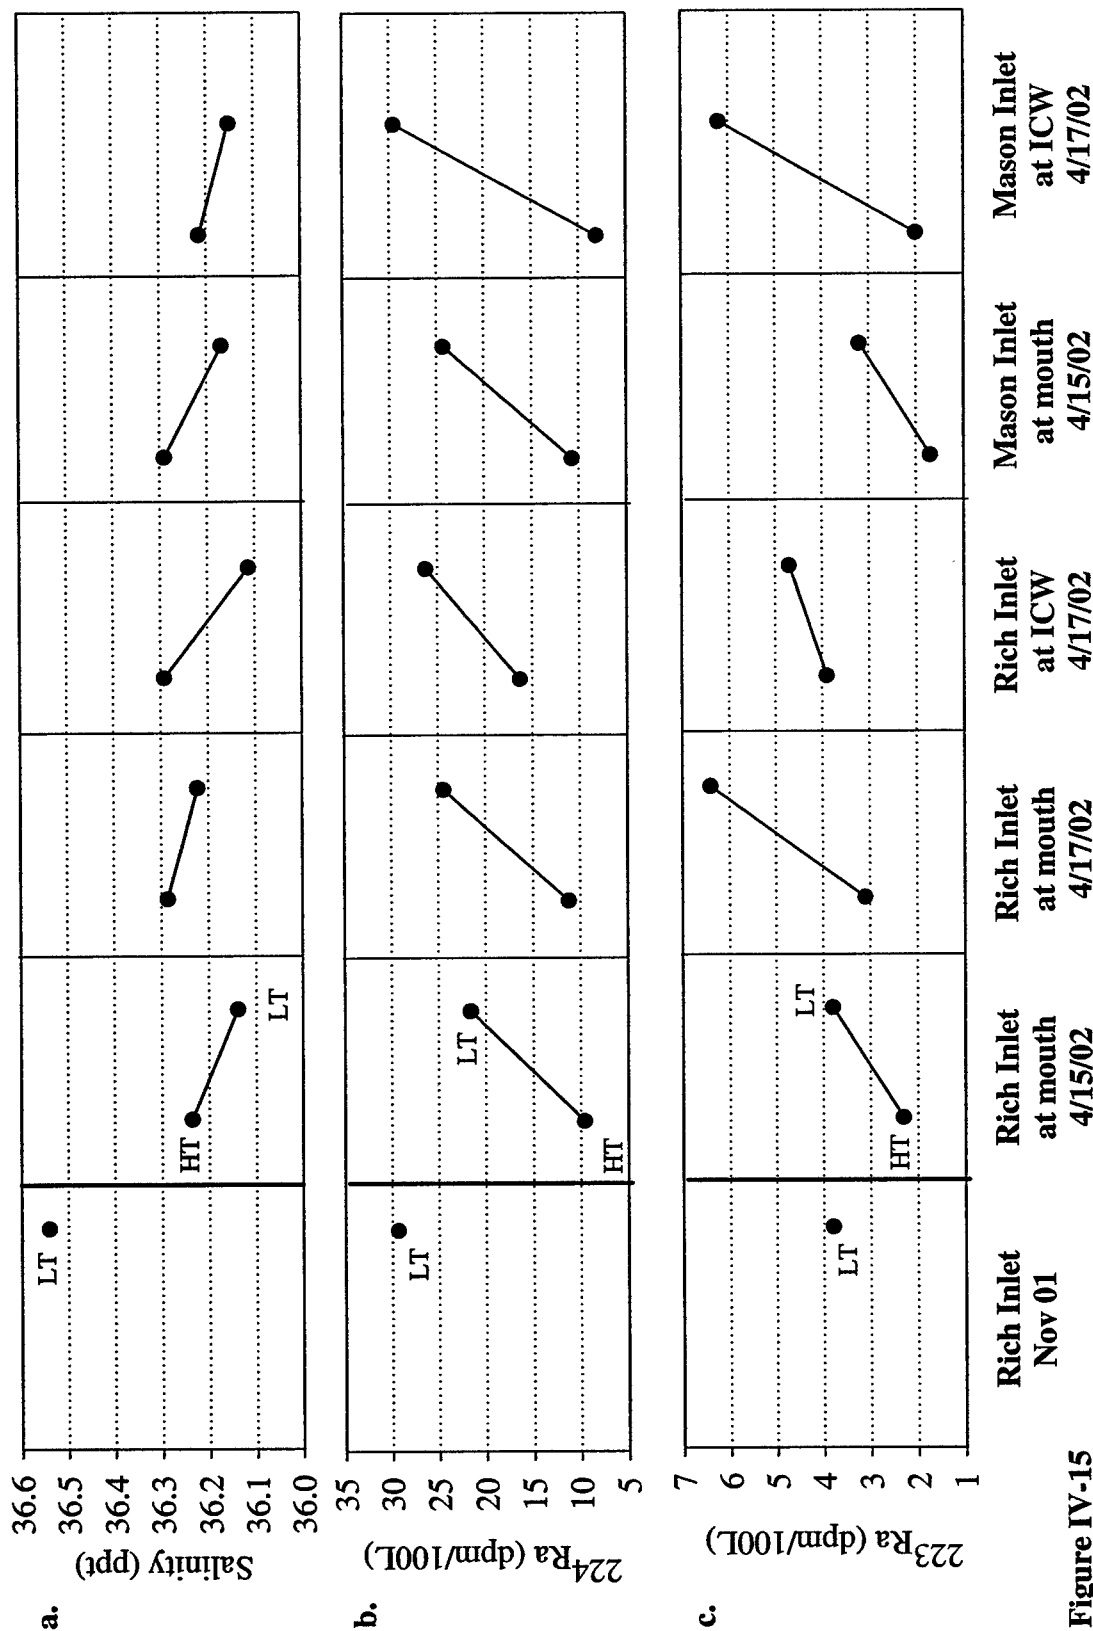 a.
Salinity (ppt)
36.6
36.5
36.4
36.3
36.2
36.1
36.0
LT
HT
LT
b.
224Ra (dpm/100L)
35
30
25
20
15
10
5
LT
HT
LT
c.
223Ra (dpm/100L)
7
6
5
4
3
2
1
LT
HT
LT
Rich Inlet
Nov 01
Rich Inlet
at mouth
4/15/02
Rich Inlet
at mouth
4/17/02
Rich Inlet
at ICW
4/17/02
Mason Inlet
at mouth
4/15/02
Mason Inlet
at ICW
4/17/02
Figure IV-15